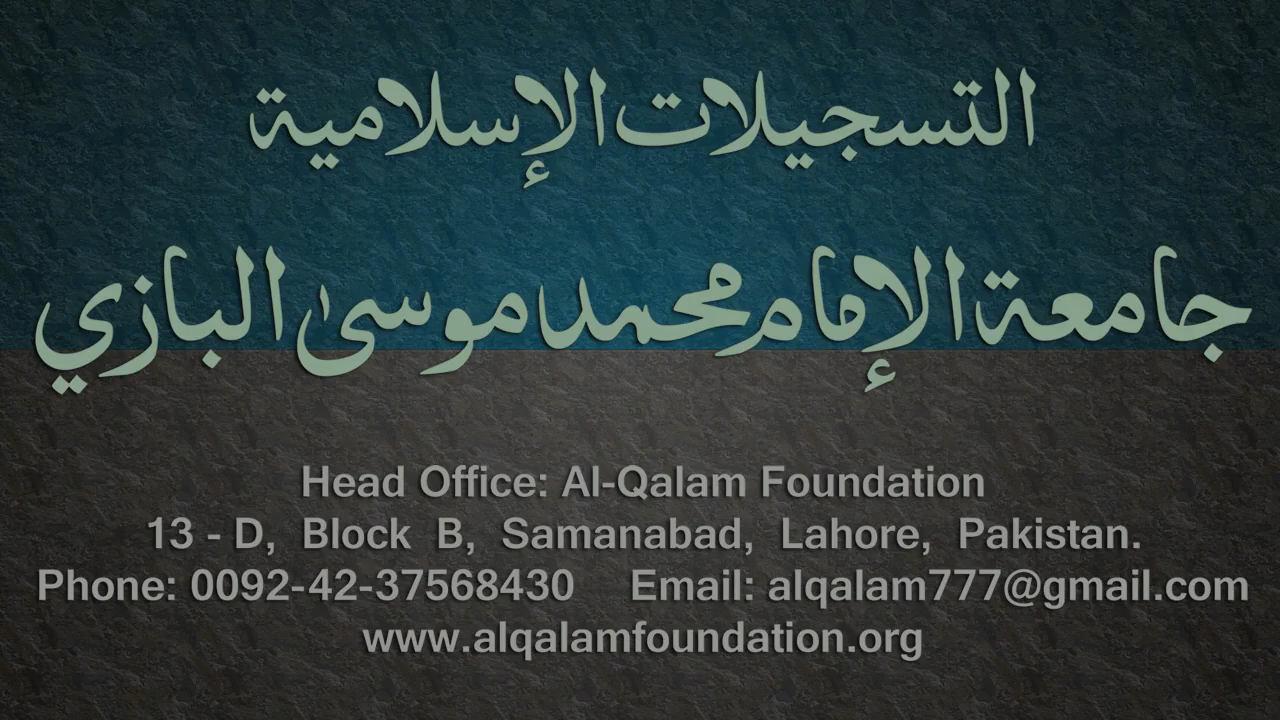 التسجيلات الإسلامية
جامعة الإمام محمد موسىٰ البازي
Head Office: Al-Qalam Foundation
13 - D, Block B, Samanabad, Lahore, Pakistan.
Phone: 0092-42-37568430 Email: alqalam777@gmail.com
www.alqalamfoundation.org